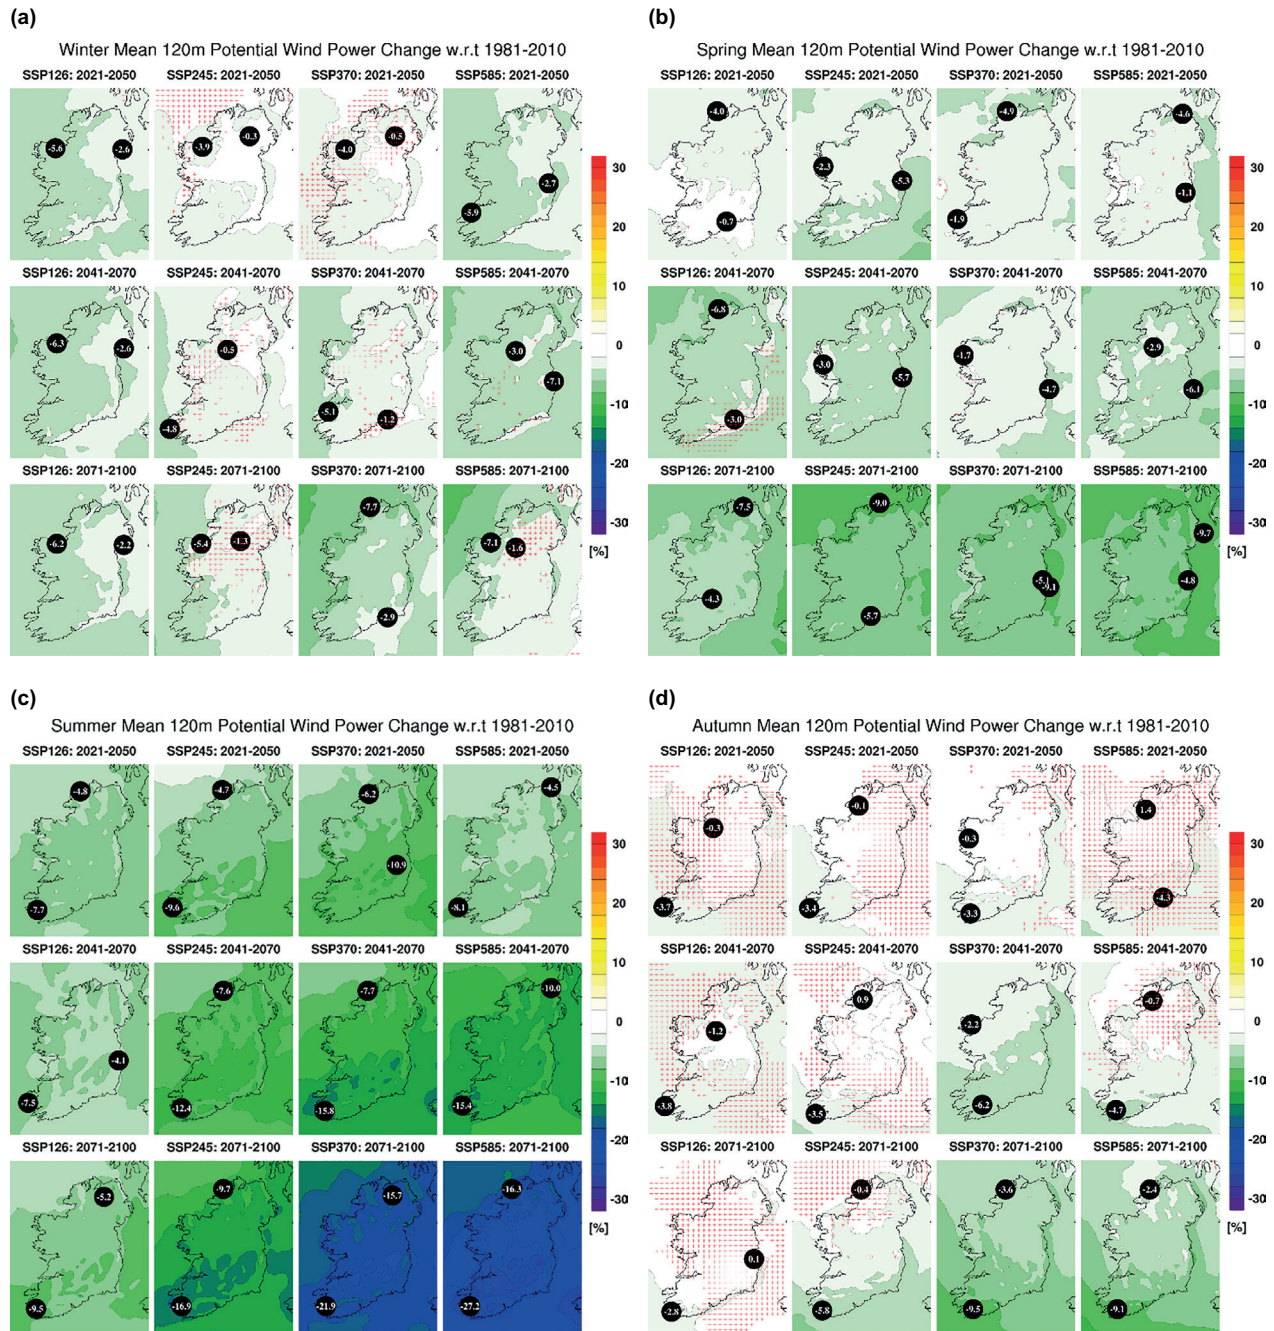 (a)
Winter Mean 120m Potential Wind Power Change w.r.t 1981-2010
SSP126: 2021-2050 SSP245: 2021-2050 SSP370: 2021-2050 SSP585: 2021-2050
-5.6 -2.6 -3.9 -0.3 -4.0 -0.5 -5.9 -2.7
SSP126: 2041-2070 SSP245: 2041-2070 SSP370: 2041-2070 SSP585: 2041-2070
-6.3 -2.6 -4.8 -0.5 -5.1 -1.2 -3.0 -7.1
SSP126: 2071-2100 SSP245: 2071-2100 SSP370: 2071-2100 SSP585: 2071-2100
-6.2 -2.2 -5.4 -1.3 -7.7 -2.9 -7.1 -1.6
30
20
10
0
-10
-20
-30
[%]
(b)
Spring Mean 120m Potential Wind Power Change w.r.t 1981-2010
SSP126: 2021-2050 SSP245: 2021-2050 SSP370: 2021-2050 SSP585: 2021-2050
-4.0 -0.7 -2.3 -5.3 -4.9 -1.9 -4.6 -1.1
SSP126: 2041-2070 SSP245: 2041-2070 SSP370: 2041-2070 SSP585: 2041-2070
-6.8 -3.0 -3.0 -5.7 -1.7 -4.7 -2.9 -6.1
SSP126: 2071-2100 SSP245: 2071-2100 SSP370: 2071-2100 SSP585: 2071-2100
-7.5 -4.3 -9.0 -5.7 -5.1 -9.1 -9.7 -4.8
30
20
10
0
-10
-20
-30
[%]
(c)
Summer Mean 120m Potential Wind Power Change w.r.t 1981-2010
SSP126: 2021-2050 SSP245: 2021-2050 SSP370: 2021-2050 SSP585: 2021-2050
-4.8 -7.7 -4.7 -9.6 -6.2 -10.9 -4.5 -8.1
SSP126: 2041-2070 SSP245: 2041-2070 SSP370: 2041-2070 SSP585: 2041-2070
-4.1 -7.5 -7.6 -12.4 -7.7 -15.8 -10.0 -15.4
SSP126: 2071-2100 SSP245: 2071-2100 SSP370: 2071-2100 SSP585: 2071-2100
-5.2 -9.5 -9.7 -16.9 -15.7 -21.9 -16.3 -27.2
30
20
10
0
-10
-20
-30
[%]
(d)
Autumn Mean 120m Potential Wind Power Change w.r.t 1981-2010
SSP126: 2021-2050 SSP245: 2021-2050 SSP370: 2021-2050 SSP585: 2021-2050
-0.3 -3.7 -0.1 -3.4 -0.3 -3.3 1.4 -4.3
SSP126: 2041-2070 SSP245: 2041-2070 SSP370: 2041-2070 SSP585: 2041-2070
-1.2 -3.8 0.9 -3.5 -2.2 -6.2 -0.7 -4.7
SSP126: 2071-2100 SSP245: 2071-2100 SSP370: 2071-2100 SSP585: 2071-2100
0.1 -2.8 -0.4 -5.8 -3.6 -9.5 -2.4 -9.1
30
20
10
0
-10
-20
-30
[%]